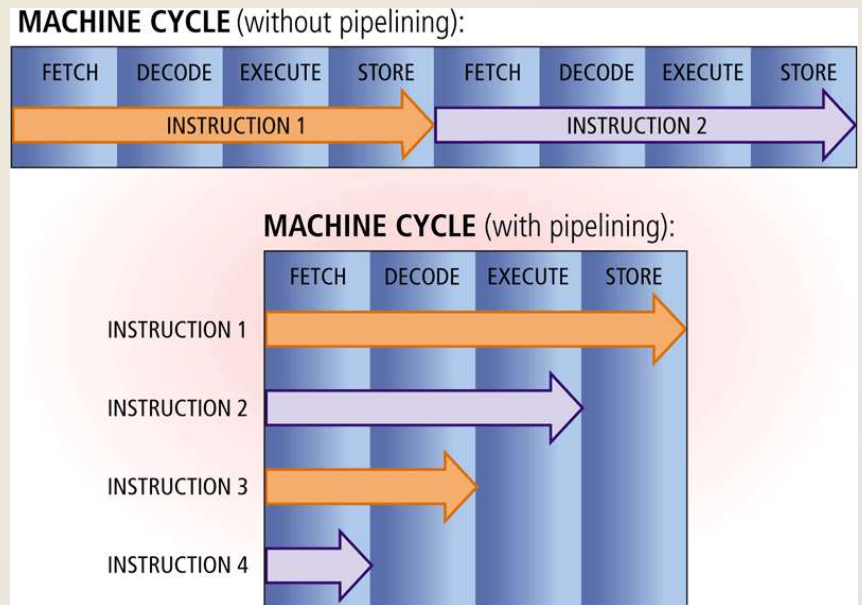 MACHINE CYCLE (without pipelining):
FETCH DECODE EXECUTE STORE FETCH DECODE EXECUTE STORE
INSTRUCTION 1 INSTRUCTION 2
MACHINE CYCLE (with pipelining):
FETCH DECODE EXECUTE STORE
INSTRUCTION 1
INSTRUCTION 2
INSTRUCTION 3
INSTRUCTION 4